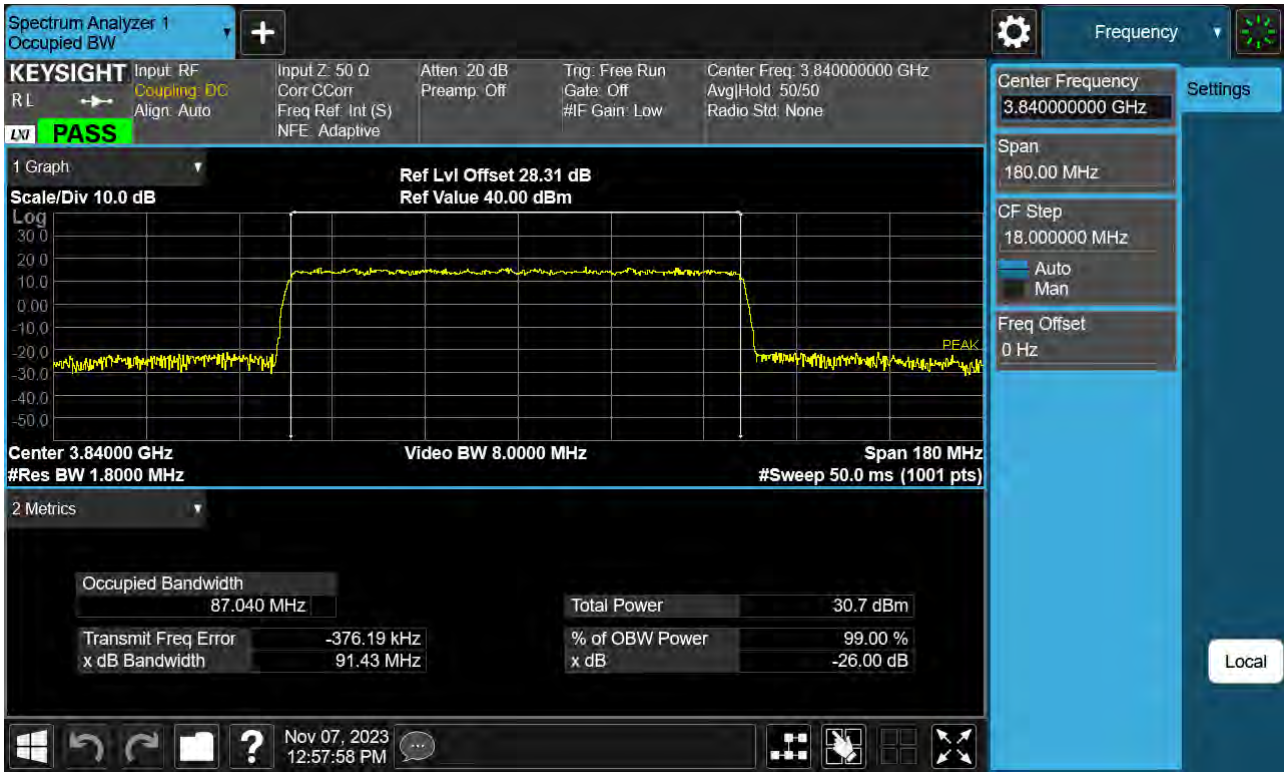 Spectrum Analyzer 1
Occupied BW
+
Frequency
KEYSIGHT
RL
LXI
PASS
Input: RF
Coupling: DC
Align: Auto
Input Z: 50 Ω
Corr CCorr
Freq Ref: Int (S)
NFE: Adaptive
Atten: 20 dB
Preamp: Off
Trig: Free Run
Gate: Off
#IF Gain: Low
Center Freq: 3.840000000 GHz
Avg|Hold: 50/50
Radio Std: None
Center Frequency
3.840000000 GHz
Settings
Span
180.00 MHz
CF Step
18.000000 MHz
Auto
Man
Freq Offset
0 Hz
Local
1 Graph
Scale/Div 10.0 dB
Ref Lvl Offset 28.31 dB
Ref Value 40.00 dBm
Log
30.0
20.0
10.0
0.00
-10.0
-20.0
-30.0
-40.0
-50.0
PEAK
Center 3.84000 GHz
#Res BW 1.8000 MHz
Video BW 8.0000 MHz
Span 180 MHz
#Sweep 50.0 ms (1001 pts)
2 Metrics
Occupied Bandwidth
87.040 MHz
Transmit Freq Error -376.19 kHz
x dB Bandwidth 91.43 MHz
Total Power 30.7 dBm
% of OBW Power 99.00 %
x dB -26.00 dB
?
Nov 07, 2023
12:57:58 PM